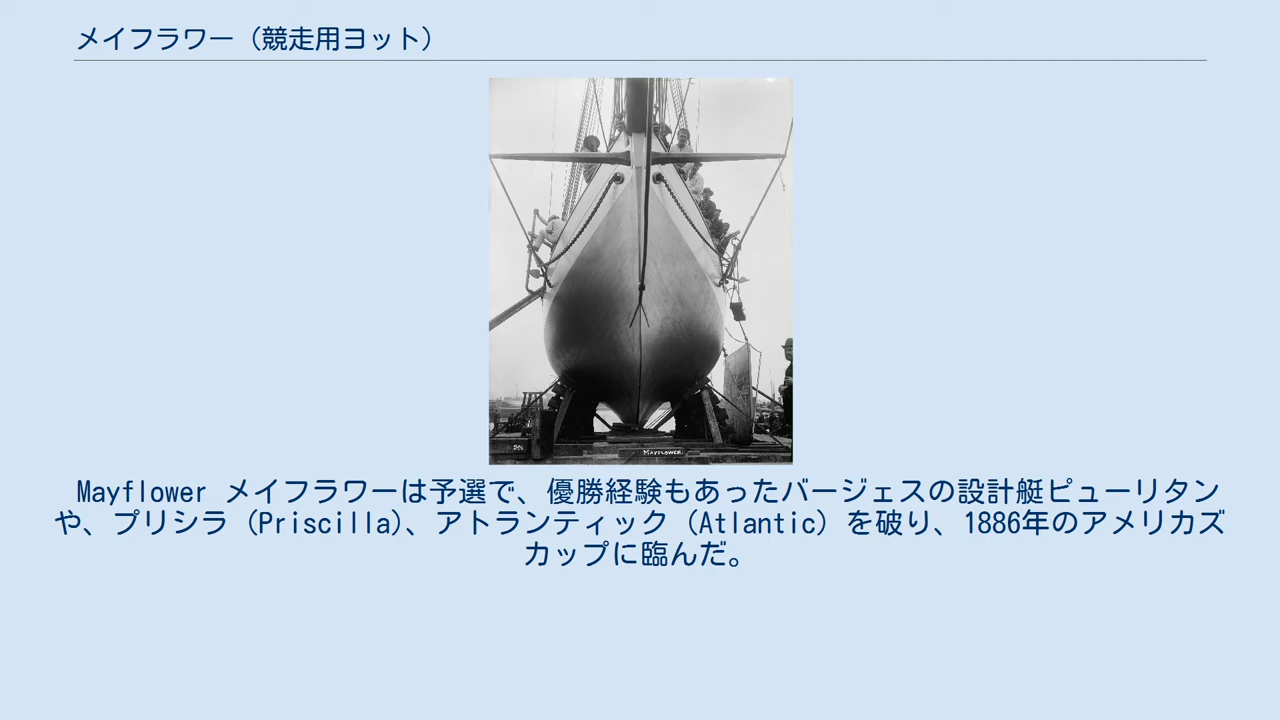 メイフラワー（競走用ヨット）
MAYFLOWER.
Mayflower メイフラワーは予選で、優勝経験もあったバージェスの設計艇ピューリタン
や、プリシラ（Priscilla）、アトランティック（Atlantic）を破り、1886年のアメリカズ
カップに臨んだ。